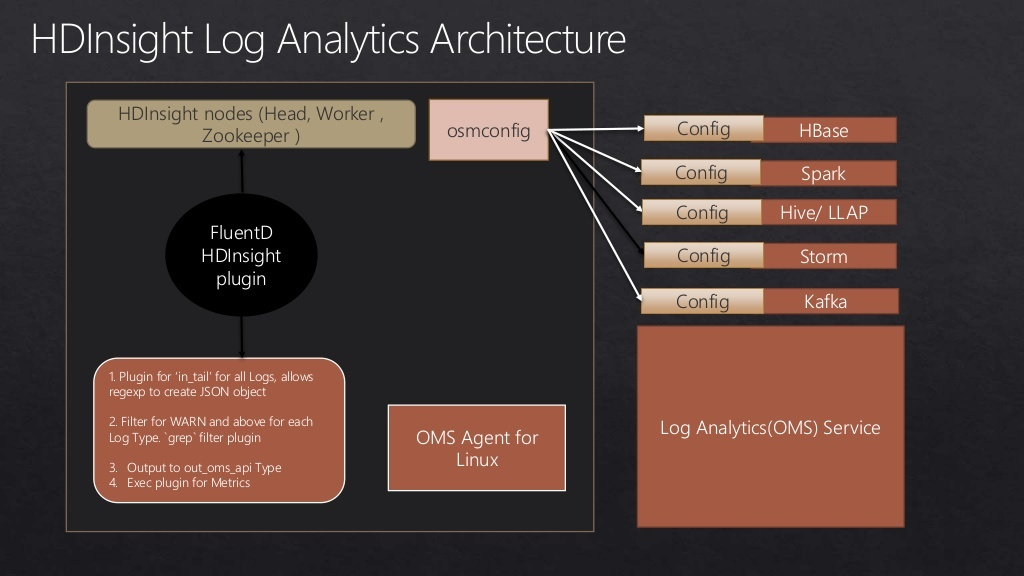 HDInsight Log Analytics Architecture
HDInsight nodes (Head, Worker ,
Zookeeper )
osmconfig
Config HBase
Config Spark
Config Hive/ LLAP
Config Storm
Config Kafka
FluentD
HDInsight
plugin
1. Plugin for ‘in_tail’ for all Logs, allows
regexp to create JSON object
2. Filter for WARN and above for each
Log Type. `grep` filter plugin
3. Output to out_oms_api Type
4. Exec plugin for Metrics
OMS Agent for
Linux
Log Analytics(OMS) Service